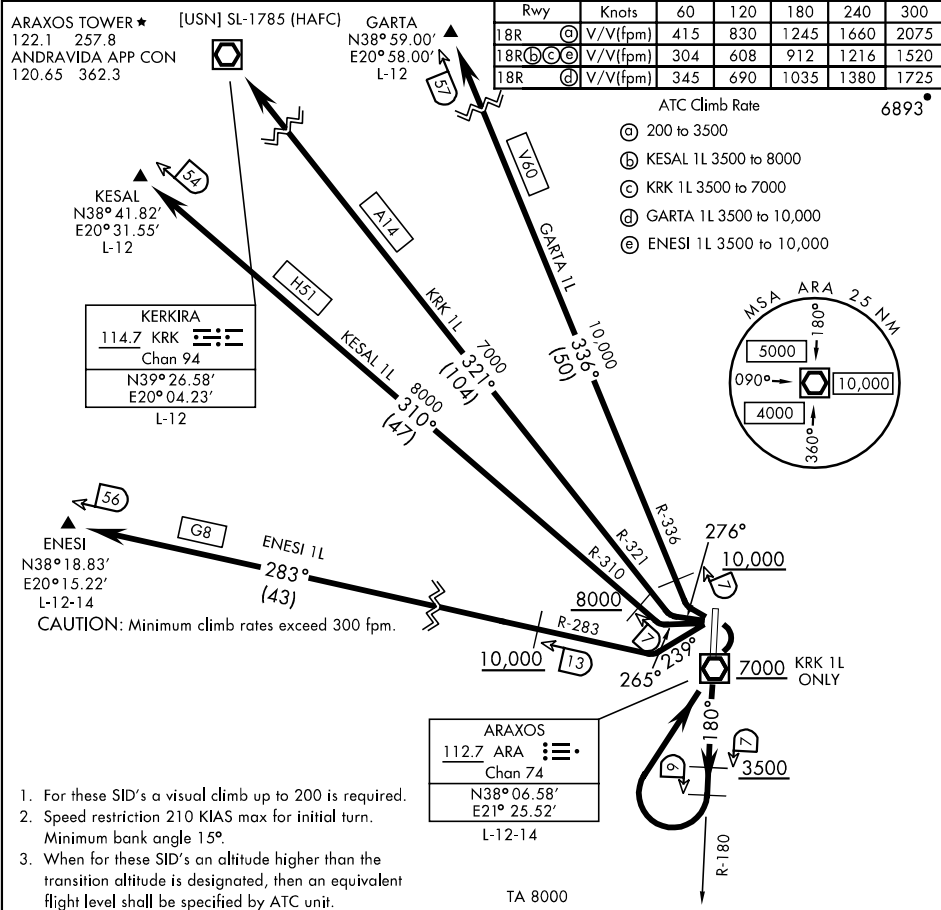 ARAXOS TOWER ★
122.1 257.8
ANDRAVIDA APP CON
120.65 362.3
[USN] SL-1785 (HAFC)
GARTA
N38° 59.00'
E20° 58.00'
L-12
Rwy Knots 60 120 180 240 300
18R ⓐ V/V(fpm) 415 830 1245 1660 2075
18R ⓑ ⓒ ⓔ V/V(fpm) 304 608 912 1216 1520
18R ⓓ V/V(fpm) 345 690 1035 1380 1725
ATC Climb Rate
ⓐ 200 to 3500
ⓑ KESAL 1L 3500 to 8000
ⓒ KRK 1L 3500 to 7000
ⓓ GARTA 1L 3500 to 10,000
ⓔ ENESI 1L 3500 to 10,000
6893
57
54
KESAL
N38° 41.82'
E20° 31.55'
L-12
V60
A14
H51
GARTA 1L
KRK 1L
KESAL 1L
10,000
336°
(50)
7000
321°
(104)
8000
310°
(47)
KERKIRA
114.7 KRK
Chan 94
N39° 26.58'
E20° 04.23'
L-12
MSA ARA 25 NM
180°
5000
090°
10,000
4000
360°
56
ENESI
N38° 18.83'
E20° 15.22'
L-12-14
G8
ENESI 1L
283°
(43)
CAUTION: Minimum climb rates exceed 300 fpm.
R-336
R-321
R-310
R-283
276°
10,000
7
8000
7
10,000
13
265°
239°
7000 KRK 1L
ONLY
180°
7
3500
9
R-180
ARAXOS
112.7 ARA
Chan 74
N38° 06.58'
E21° 25.52'
L-12-14
1. For these SID's a visual climb up to 200 is required.
2. Speed restriction 210 KIAS max for initial turn.
Minimum bank angle 15°.
3. When for these SID's an altitude higher than the
transition altitude is designated, then an equivalent
flight level shall be specified by ATC unit.
TA 8000